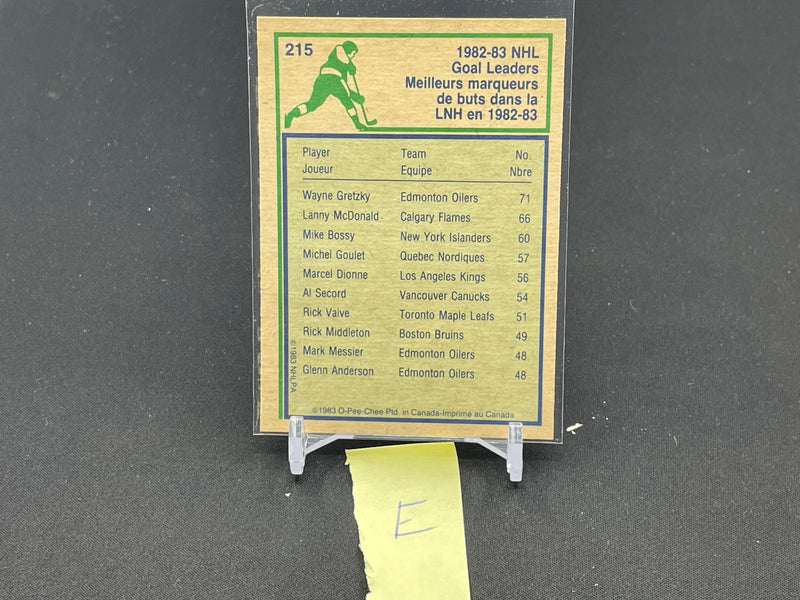 215
1982-83 NHL
Goal Leaders
Meilleurs marqueurs
de buts dans la
LNH en 1982-83
Player Team No.
Joueur Equipe Nbre
Wayne Gretzky Edmonton Oilers 71
Lanny McDonald Calgary Flames 66
Mike Bossy New York Islanders 60
Michel Goulet Quebec Nordiques 57
Marcel Dionne Los Angeles Kings 56
Al Secord Vancouver Canucks 54
Rick Vaive Toronto Maple Leafs 51
Rick Middleton Boston Bruins 49
Mark Messier Edmonton Oilers 48
Glenn Anderson Edmonton Oilers 48
©1983 NHLPA
©1983 O-Pee-Chee Ptd. in Canada-Imprimé au Canada
E